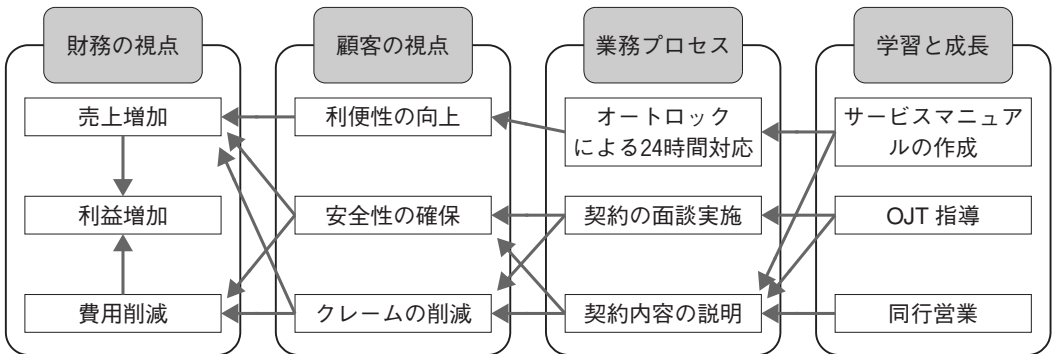 財務の視点
顧客の視点
業務プロセス
学習と成長
売上増加
利便性の向上
オートロック
による24時間対応
サービスマニュア
ルの作成
利益増加
安全性の確保
契約の面談実施
OJT 指導
費用削減
クレームの削減
契約内容の説明
同行営業